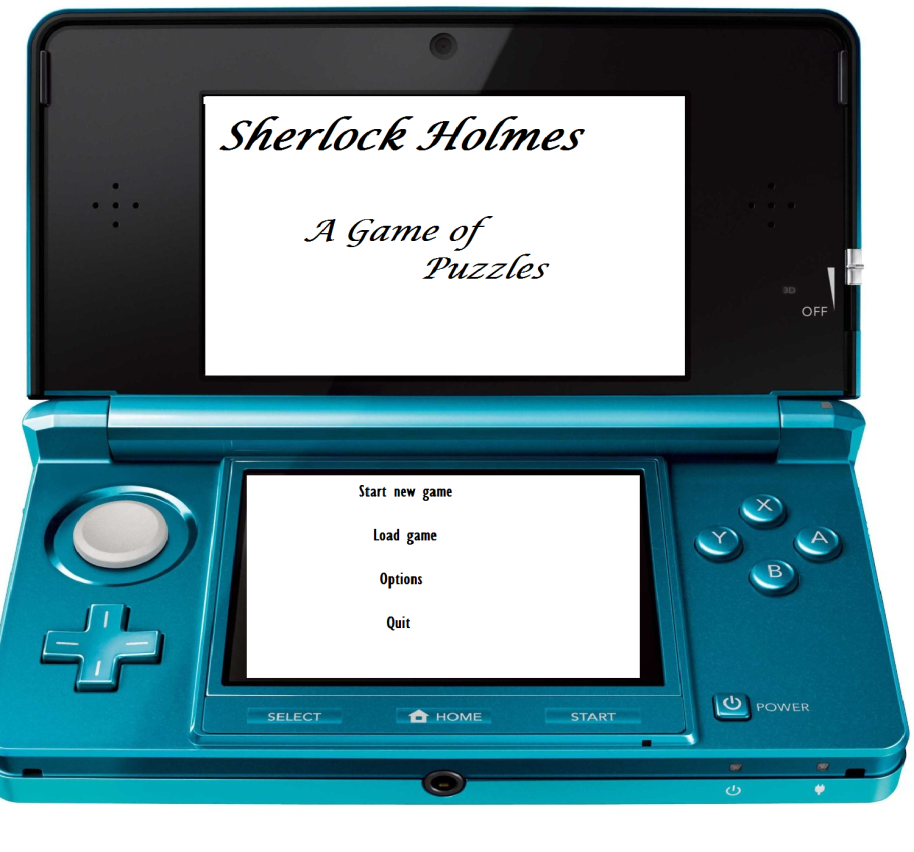 Sherlock Holmes
A Game of
Puzzles
3D
OFF
Start new game
Load game
Options
Quit
X
Y
A
B
SELECT
HOME
START
POWER